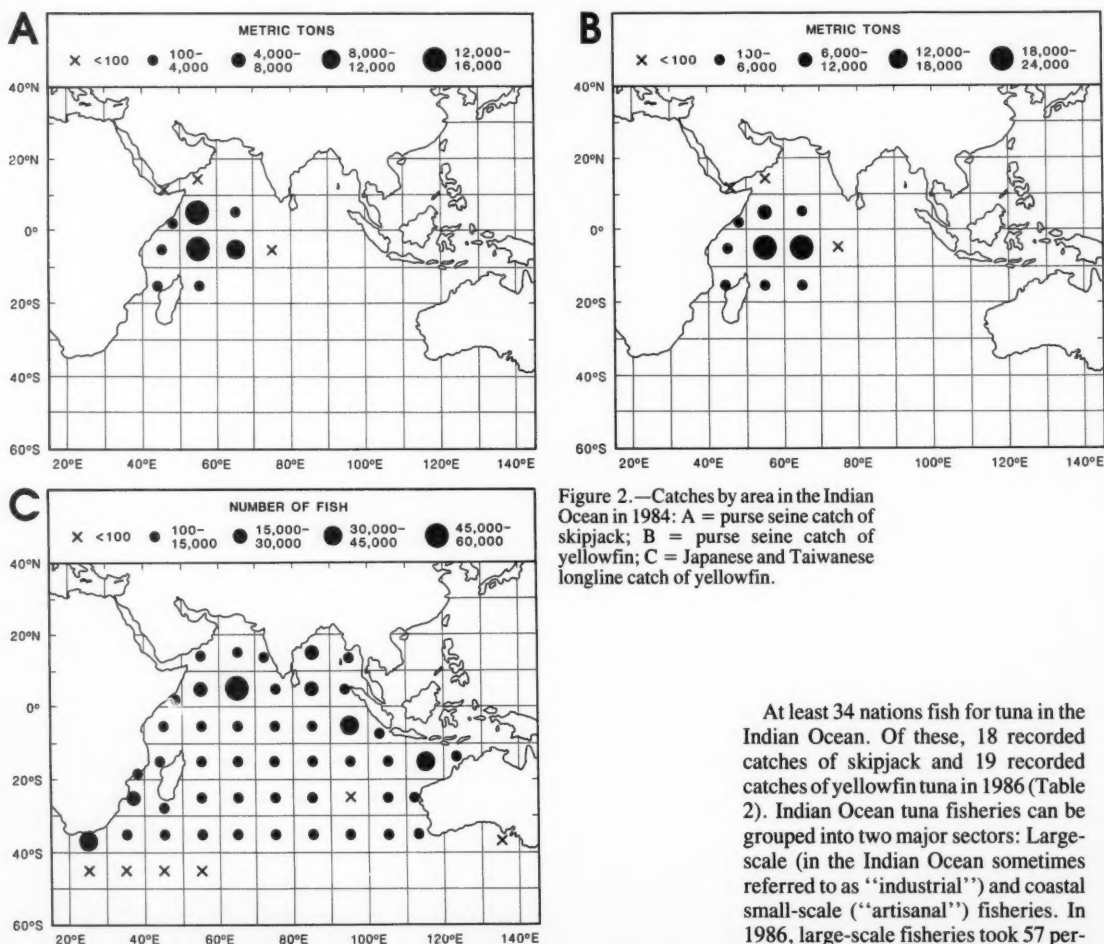 A
METRIC TONS
× <100 100– 4,000– 8,000– 12,000–
4,000 8,000 12,000 16,000
40°N
20°N
0°
20°S
40°S
60°S
20°E 40°E 60°E 80°E 100°E 120°E 140°E
B
METRIC TONS
× <100 130– 6,000– 12,000– 18,000–
6,000 12,000 18,000 24,000
40°N
20°N
0°
20°S
40°S
60°S
20°E 40°E 60°E 80°E 100°E 120°E 140°E
C
NUMBER OF FISH
× <100 100– 15,000– 30,000– 45,000–
15,000 30,000 45,000 60,000
40°N
20°N
0°
20°S
40°S
60°S
20°E 40°E 60°E 80°E 100°E 120°E 140°E
Figure 2.—Catches by area in the Indian
Ocean in 1984: A = purse seine catch of
skipjack; B = purse seine catch of
yellowfin; C = Japanese and Taiwanese
longline catch of yellowfin.
At least 34 nations fish for tuna in the
Indian Ocean. Of these, 18 recorded
catches of skipjack and 19 recorded
catches of yellowfin tuna in 1986 (Table
2). Indian Ocean tuna fisheries can be
grouped into two major sectors: Large-
scale (in the Indian Ocean sometimes
referred to as "industrial") and coastal
small-scale ("artisanal") fisheries. In
1986, large-scale fisheries took 57 per-